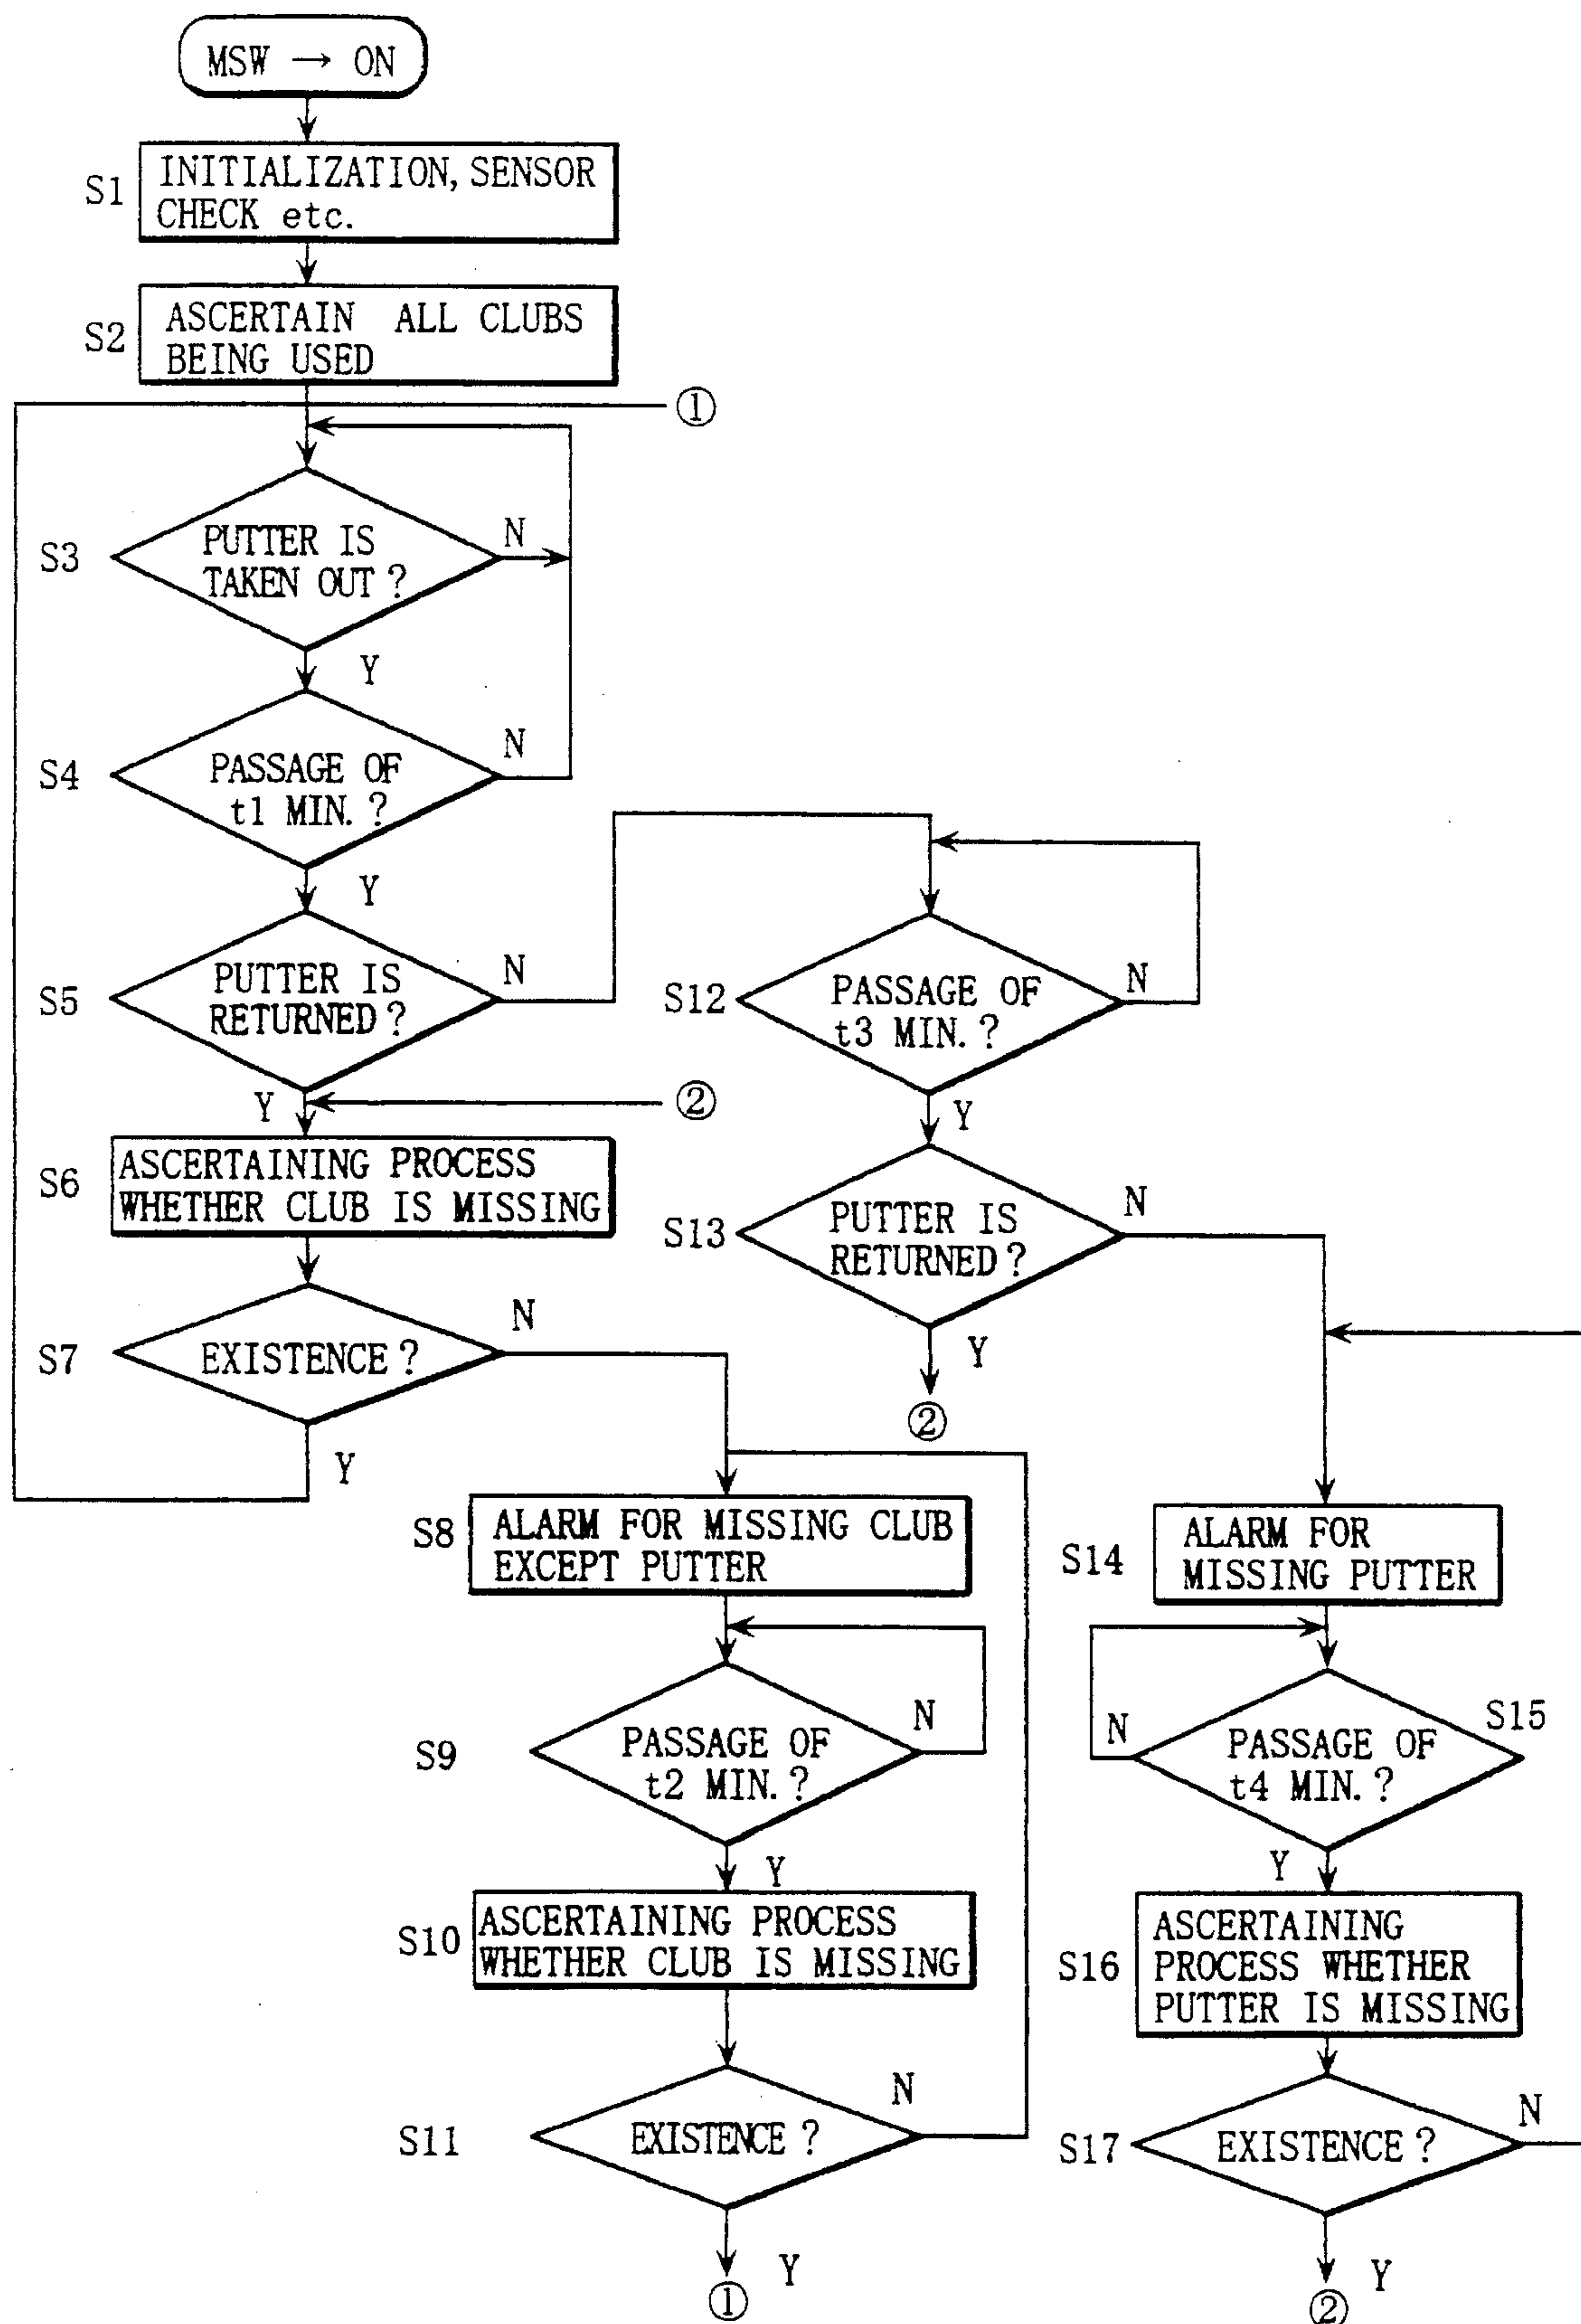 MSW → ON
S1
INITIALIZATION, SENSOR
CHECK etc.
S2
ASCERTAIN ALL CLUBS
BEING USED
①
S3
PUTTER IS
TAKEN OUT ?
N
Y
S4
PASSAGE OF
t1 MIN. ?
N
Y
S5
PUTTER IS
RETURNED ?
N
Y
②
S6
ASCERTAINING PROCESS
WHETHER CLUB IS MISSING
S7
EXISTENCE ?
N
Y
S12
PASSAGE OF
t3 MIN. ?
N
Y
S13
PUTTER IS
RETURNED ?
N
Y
②
S8
ALARM FOR MISSING CLUB
EXCEPT PUTTER
S9
PASSAGE OF
t2 MIN. ?
N
Y
S10
ASCERTAINING PROCESS
WHETHER CLUB IS MISSING
S11
EXISTENCE ?
N
Y
①
S14
ALARM FOR
MISSING PUTTER
S15
PASSAGE OF
t4 MIN. ?
N
Y
S16
ASCERTAINING
PROCESS WHETHER
PUTTER IS MISSING
S17
EXISTENCE ?
N
Y
②